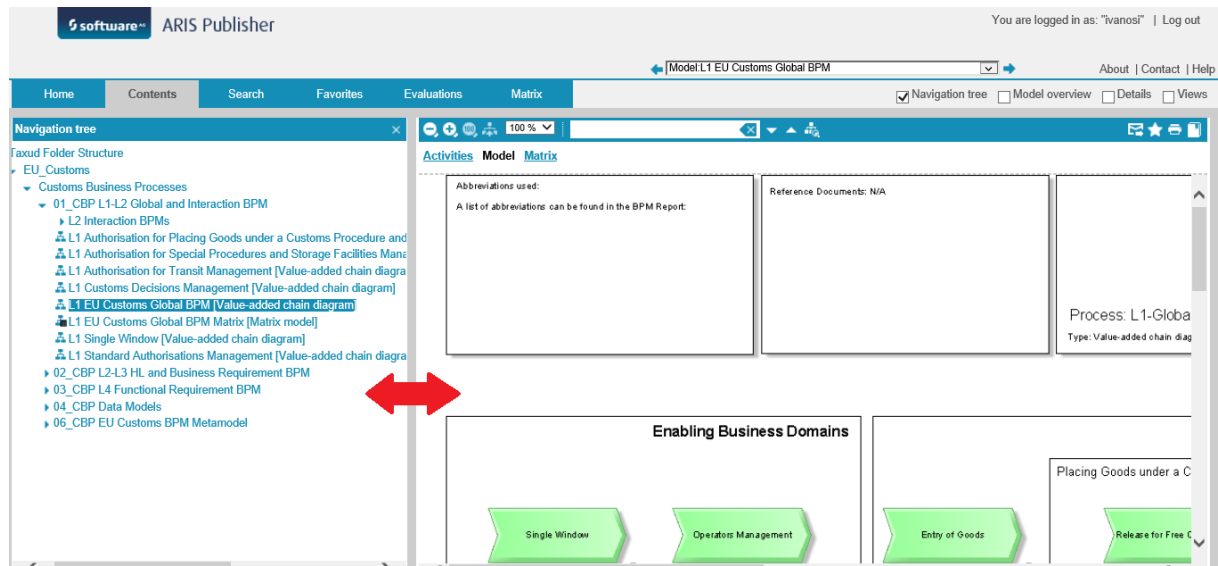 software AG ARIS Publisher
You are logged in as: "ivanosi" | Log out
Model:L1 EU Customs Global BPM
About | Contact | Help
Home Contents Search Favorites Evaluations Matrix
Navigation tree Model overview Details Views
Navigation tree
Taxud Folder Structure
EU_Customs
Customs Business Processes
01_CBP L1-L2 Global and Interaction BPM
L2 Interaction BPMs
L1 Authorisation for Placing Goods under a Customs Procedure and
L1 Authorisation for Special Procedures and Storage Facilities Mana
L1 Authorisation for Transit Management [Value-added chain diagra
L1 Customs Decisions Management [Value-added chain diagram]
L1 EU Customs Global BPM [Value-added chain diagram]
L1 EU Customs Global BPM Matrix [Matrix model]
L1 Single Window [Value-added chain diagram]
L1 Standard Authorisations Management [Value-added chain diagra
02_CBP L2-L3 HL and Business Requirement BPM
03_CBP L4 Functional Requirement BPM
04_CBP Data Models
06_CBP EU Customs BPM Metamodel
100 %
Activities Model Matrix
Abbreviations used:
A list of abbreviations can be found in the BPM Report:
Reference Documents: N/A
Process: L1-Globa
Type: Value-added chain diag
Enabling Business Domains
Placing Goods under a C
Single Window
Operators Management
Entry of Goods
Release for Free C